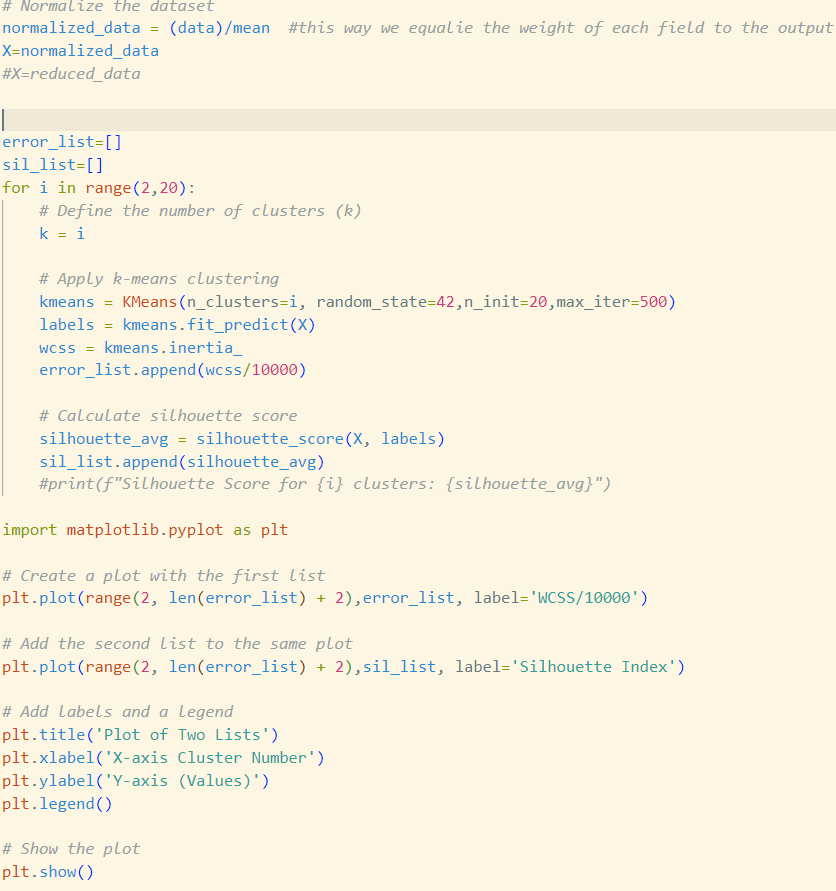 # Normalize the dataset
normalized_data = (data)/mean  #this way we equalie the weight of each field to the output
X=normalized_data
#X=reduced_data
error_list=[]
sil_list=[]
for i in range(2,20):
    # Define the number of clusters (k)
    k = i
    # Apply k-means clustering
    kmeans = KMeans(n_clusters=i, random_state=42,n_init=20,max_iter=500)
    labels = kmeans.fit_predict(X)
    wcss = kmeans.inertia_
    error_list.append(wcss/10000)
    # Calculate silhouette score
    silhouette_avg = silhouette_score(X, labels)
    sil_list.append(silhouette_avg)
    #print(f"Silhouette Score for {i} clusters: {silhouette_avg}")
import matplotlib.pyplot as plt
# Create a plot with the first list
plt.plot(range(2, len(error_list) + 2),error_list, label='WCSS/10000')
# Add the second list to the same plot
plt.plot(range(2, len(error_list) + 2),sil_list, label='Silhouette Index')
# Add labels and a legend
plt.title('Plot of Two Lists')
plt.xlabel('X-axis Cluster Number')
plt.ylabel('Y-axis (Values)')
plt.legend()
# Show the plot
plt.show()